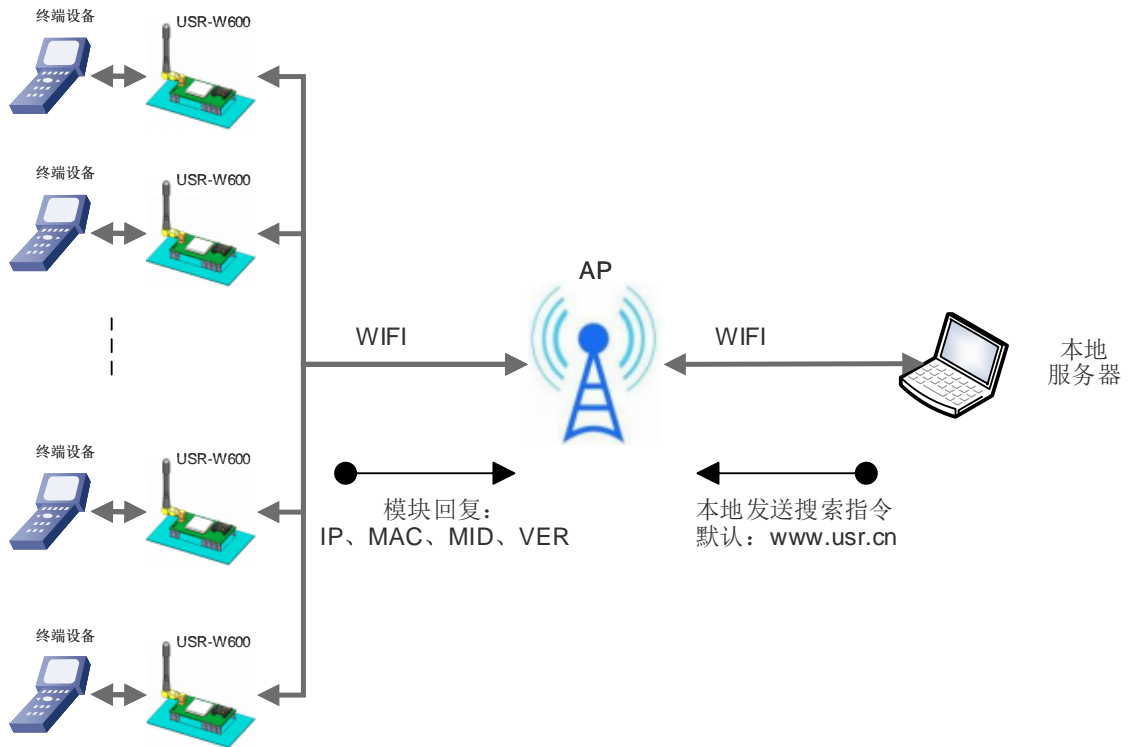 终端设备
USR-W600
终端设备
USR-W600
AP
WIFI
WIFI
本地
服务器
终端设备
USR-W600
模块回复：
IP、MAC、MID、VER
本地发送搜索指令
默认：www.usr.cn
终端设备
USR-W600